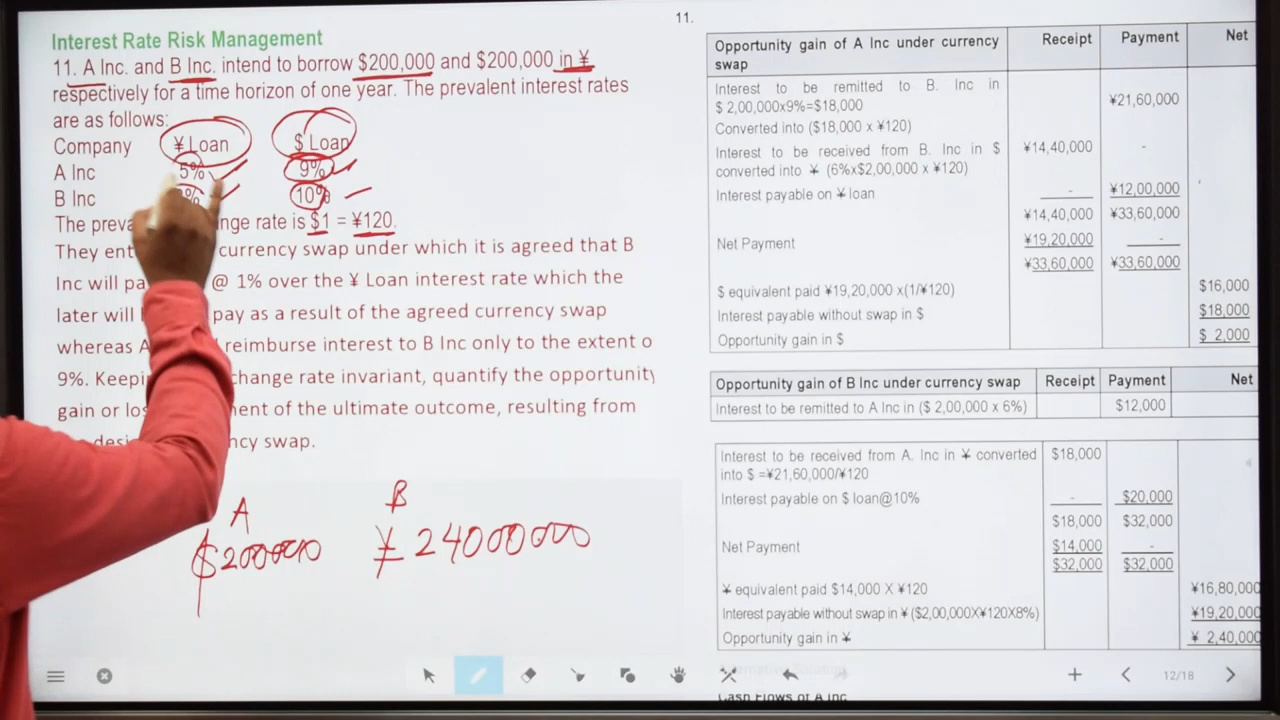 Interest Rate Risk Management
11. A Inc. and B Inc. intend to borrow $200,000 and $200,000 in ¥
respectively for a time horizon of one year. The prevalent interest rates
are as follows:
Company ¥ Loan $ Loan
A Inc 5% 9%
B Inc 10%
The nge rate is $1 = ¥120.
They currency swap under which it is agreed that B
Inc will @ 1% over the ¥ Loan interest rate which the
later will pay as a result of the agreed currency swap
whereas reimburse interest to B Inc only to the extent o
9%. change rate invariant, quantify the opportunity
gain or ent of the ultimate outcome, resulting from
ncy swap.
A B
$200000 ¥24000000
11.
Opportunity gain of A Inc under currency swap Receipt Payment Net
Interest to be remitted to B. Inc in
$ 2,00,000x9%=$18,000 ¥21,60,000
Converted into ($18,000 x ¥120)
Interest to be received from B. Inc in $ ¥14,40,000 -
converted into ¥ (6%x$2,00,000 x ¥120)
Interest payable on ¥ loan - ¥12,00,000
¥14,40,000 ¥33,60,000
Net Payment ¥19,20,000 -
¥33,60,000 ¥33,60,000
$ equivalent paid ¥19,20,000 x(1/¥120) $16,000
Interest payable without swap in $ $18,000
Opportunity gain in $ $ 2,000
Opportunity gain of B Inc under currency swap Receipt Payment Net
Interest to be remitted to A Inc in ($ 2,00,000 x 6%) $12,000
Interest to be received from A. Inc in ¥ converted $18,000
into $ =¥21,60,000/¥120
Interest payable on $ loan@10% - $20,000
$18,000 $32,000
Net Payment $14,000 -
$32,000 $32,000
¥ equivalent paid $14,000 X ¥120 ¥16,80,000
Interest payable without swap in ¥ ($2,00,000X¥120X8%) ¥19,20,000
Opportunity gain in ¥ ¥ 2,40,000
Cash Flows of A Inc
12/18